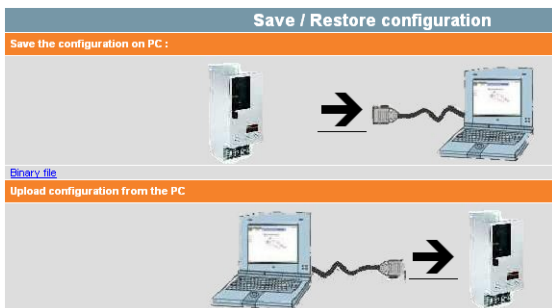 Save / Restore configuration
Save the configuration on PC :
Binary file
Upload configuration from the PC